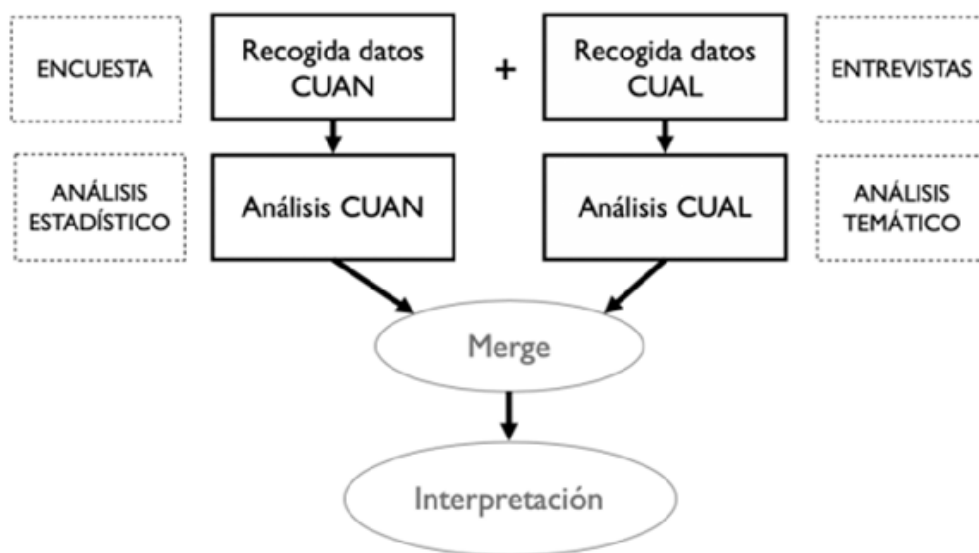 ENCUESTA
Recogida datos
CUAN
+
Recogida datos
CUAL
ENTREVISTAS
ANÁLISIS
ESTADÍSTICO
Análisis CUAN
Análisis CUAL
ANÁLISIS
TEMÁTICO
Merge
Interpretación